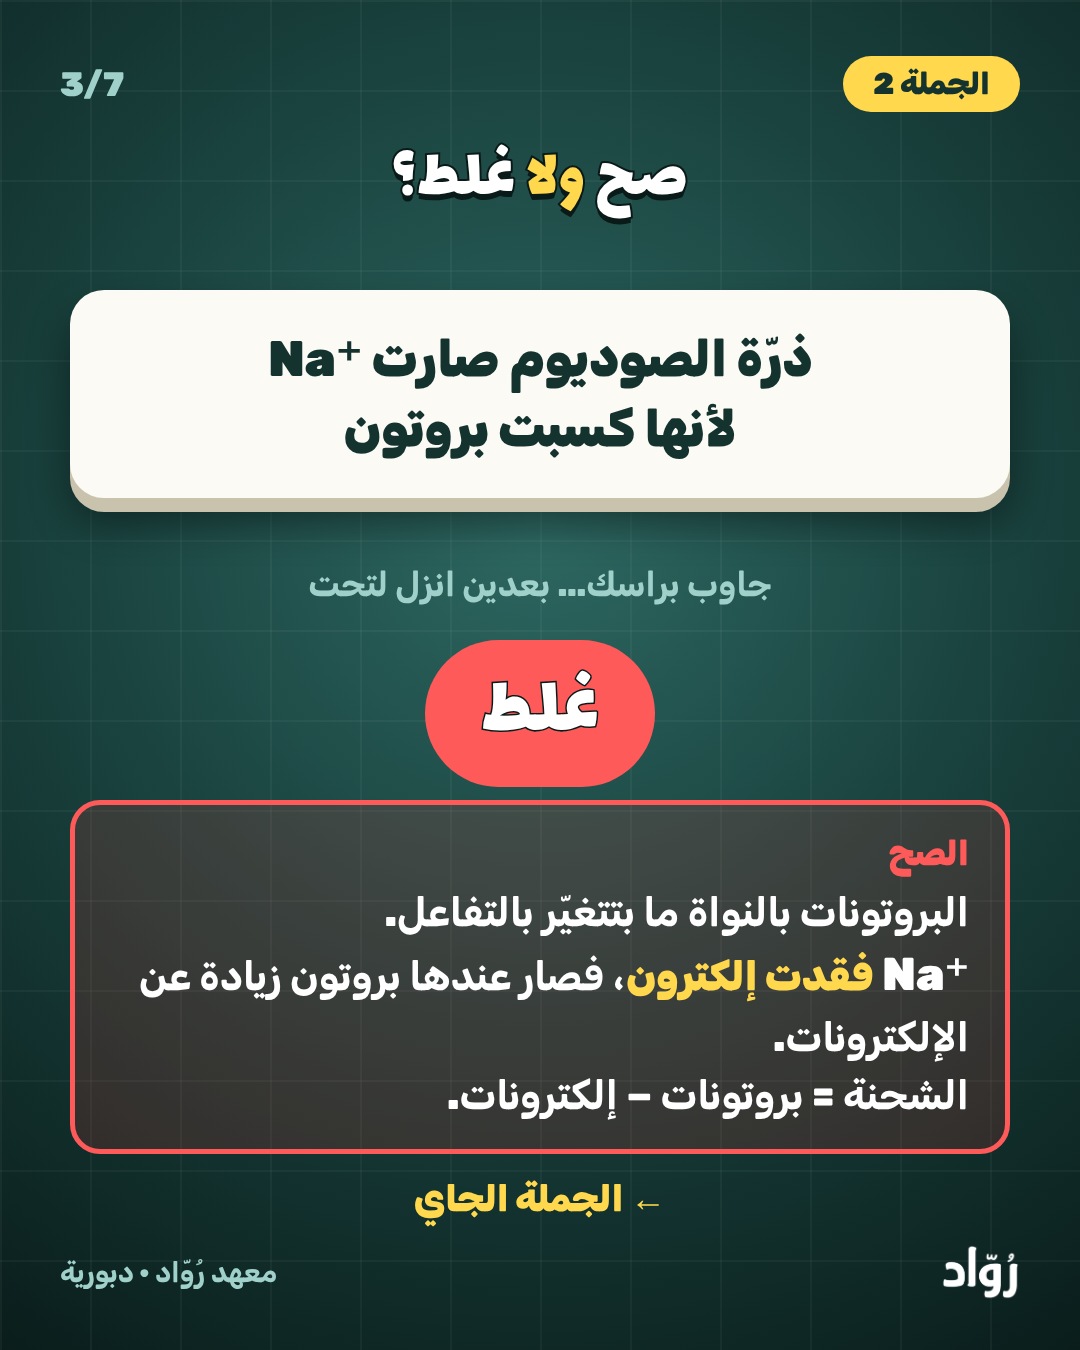 الجملة 2
3/7
صح ولا غلط؟
ذرّة الصوديوم صارت Na⁺
لأنها كسبت بروتون
جاوب براسك... بعدين انزل لتحت
غلط
الصح
البروتونات بالنواة ما بتتغيّر بالتفاعل.
Na⁺ فقدت إلكترون، فصار عندها بروتون زيادة عن
الإلكترونات.
الشحنة = بروتونات − إلكترونات.
← الجملة الجاي
رُوّاد
معهد رُوّاد • دبورية